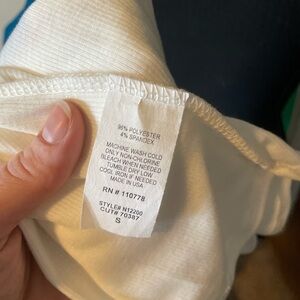 96% POLYESTER
4% SPANDEX
MACHINE WASH COLD
ONLY NON CHLORINE
BLEACH WHEN NEEDED
TUMBLE DRY LOW
COOL IRON IF NEEDED
MADE IN USA
RN # 110778
STYLE# N12200
CUT# 70387
S